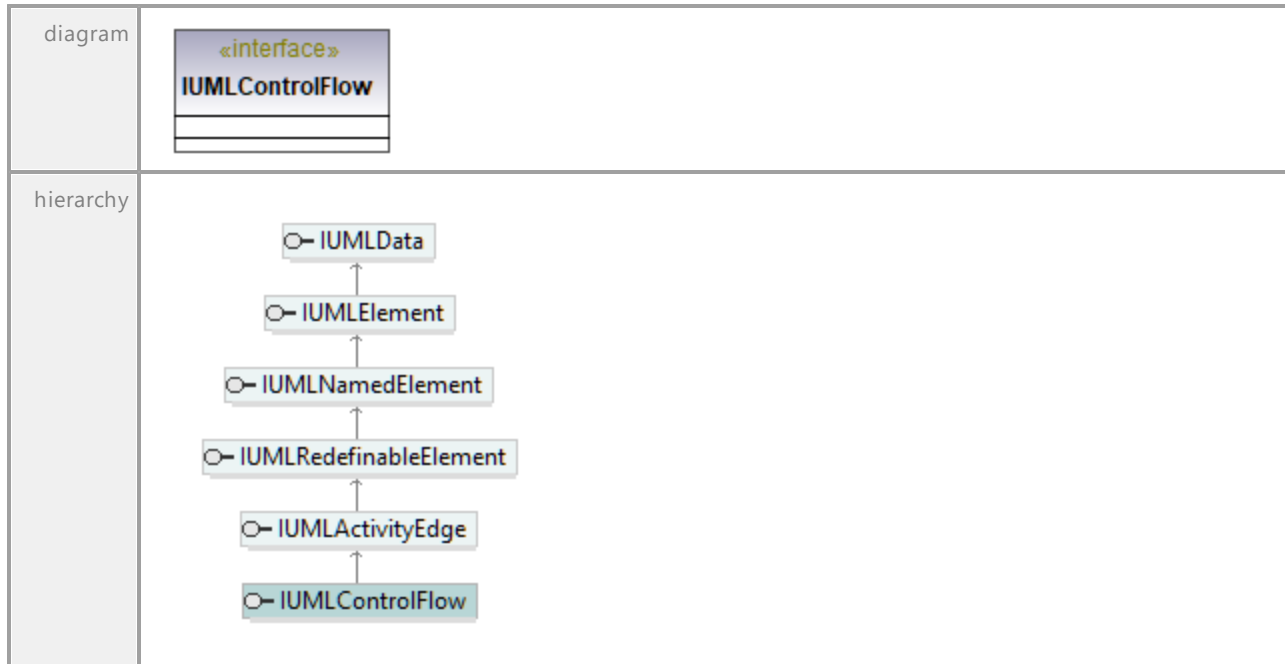 diagram
«interface»
IUMLControlFlow
hierarchy
IUMLData
IUMLElement
IUMLNamedElement
IUMLRedefinableElement
IUMLActivityEdge
IUMLControlFlow